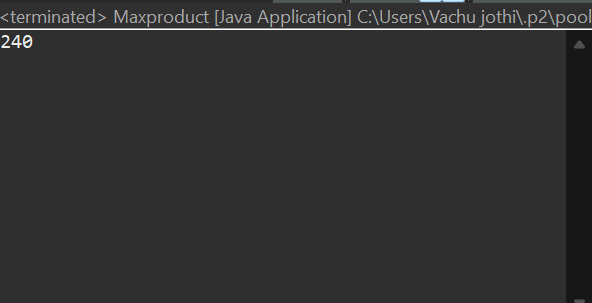 <terminated> Maxproduct [Java Application] C:\Users\Vachu jothi\.p2\pool
240